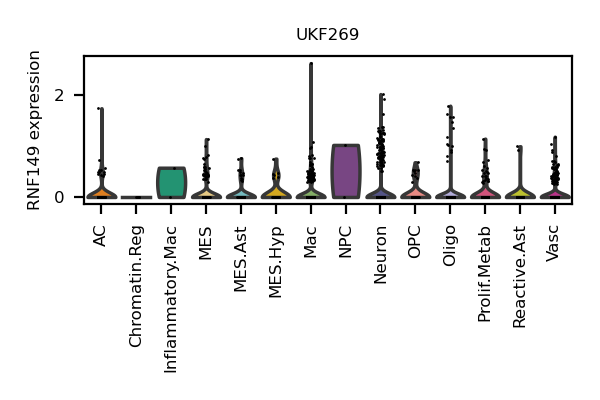 UKF269
RNF149 expression
2
0
AC
Chromatin.Reg
Inflammatory.Mac
MES
MES.Ast
MES.Hyp
Mac
NPC
Neuron
OPC
Oligo
Prolif.Metab
Reactive.Ast
Vasc